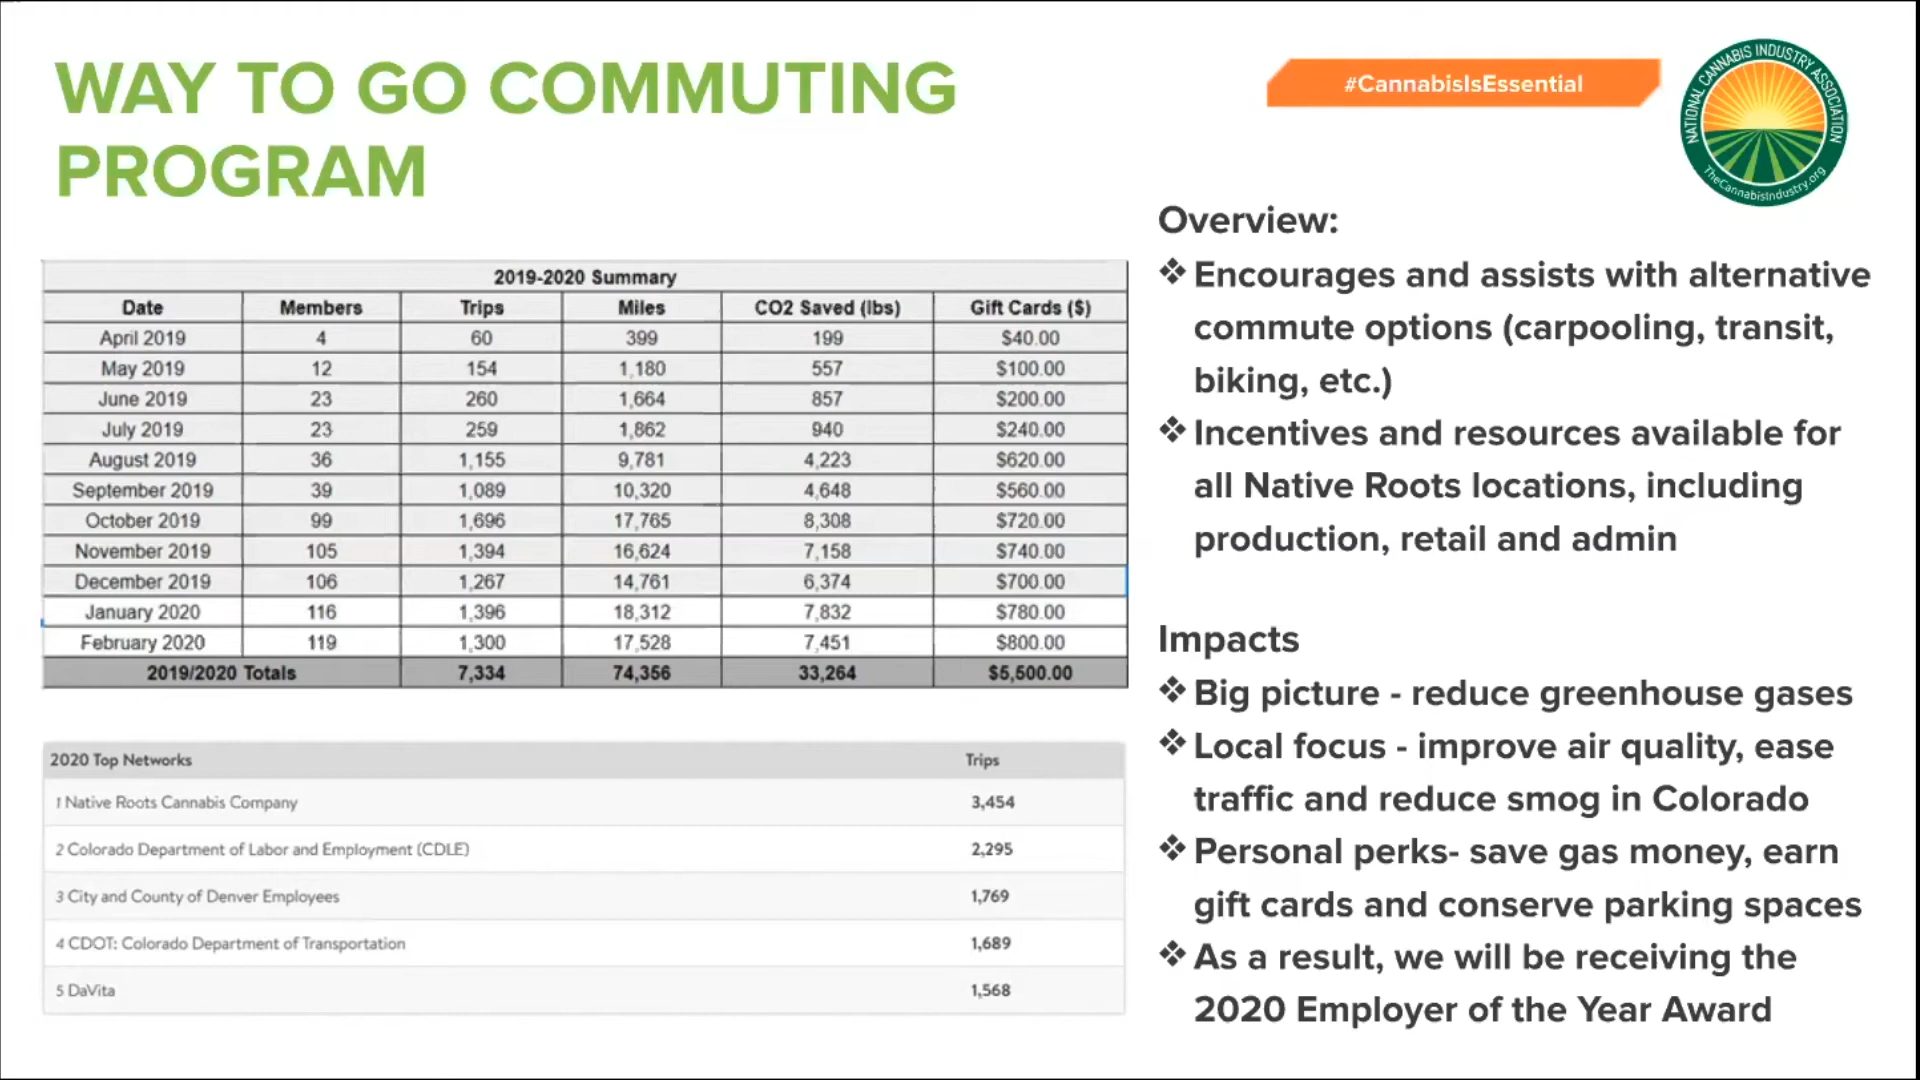 WAY TO GO COMMUTING
PROGRAM
#CannabisIsEssential
NATIONAL CANNABIS INDUSTRY ASSOCIATION
TheCannabisIndustry.org
2019-2020 Summary
Date Members Trips Miles CO2 Saved (lbs) Gift Cards ($)
April 2019 4 60 399 199 $40.00
May 2019 12 154 1,180 557 $100.00
June 2019 23 260 1,664 857 $200.00
July 2019 23 259 1,862 940 $240.00
August 2019 36 1,155 9,781 4,223 $620.00
September 2019 39 1,089 10,320 4,648 $560.00
October 2019 99 1,696 17,765 8,308 $720.00
November 2019 105 1,394 16,624 7,158 $740.00
December 2019 106 1,267 14,761 6,374 $700.00
January 2020 116 1,396 18,312 7,832 $780.00
February 2020 119 1,300 17,528 7,451 $800.00
2019/2020 Totals 7,334 74,356 33,264 $5,500.00
2020 Top Networks Trips
1 Native Roots Cannabis Company 3,454
2 Colorado Department of Labor and Employment (CDLE) 2,295
3 City and County of Denver Employees 1,769
4 CDOT: Colorado Department of Transportation 1,689
5 DaVita 1,568
Overview:
❖ Encourages and assists with alternative
commute options (carpooling, transit,
biking, etc.)
❖ Incentives and resources available for
all Native Roots locations, including
production, retail and admin
Impacts
❖ Big picture - reduce greenhouse gases
❖ Local focus - improve air quality, ease
traffic and reduce smog in Colorado
❖ Personal perks- save gas money, earn
gift cards and conserve parking spaces
❖ As a result, we will be receiving the
2020 Employer of the Year Award